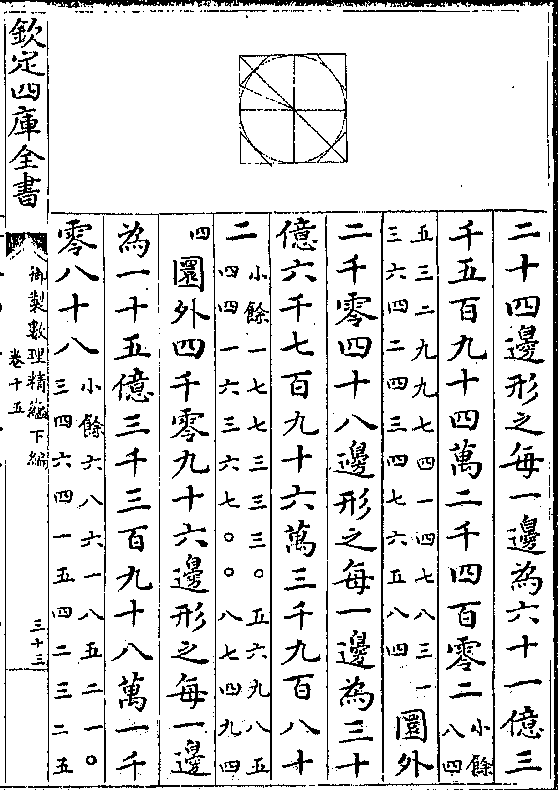 二十四邊形之每一邊為六十一億三
千五百九十四萬二千四百零二小餘八四
五三二九九七四一四七八三一
三六四二四三四七六五八四
圜外
二千零四十八邊形之每一邊為三十
億六千七百九十六萬三千九百八十
二小餘一七七三三三〇五六九八五
四四一六三六七〇〇八七四九四
四圜外四千零九十六邊形之每一邊
為一十五億三千三百九十八萬一千
零八十八小餘六八六一八五二一〇
三四六四一五四二三二五
欽定四庫全書
御製數理精蘊下編
卷十五
三十三